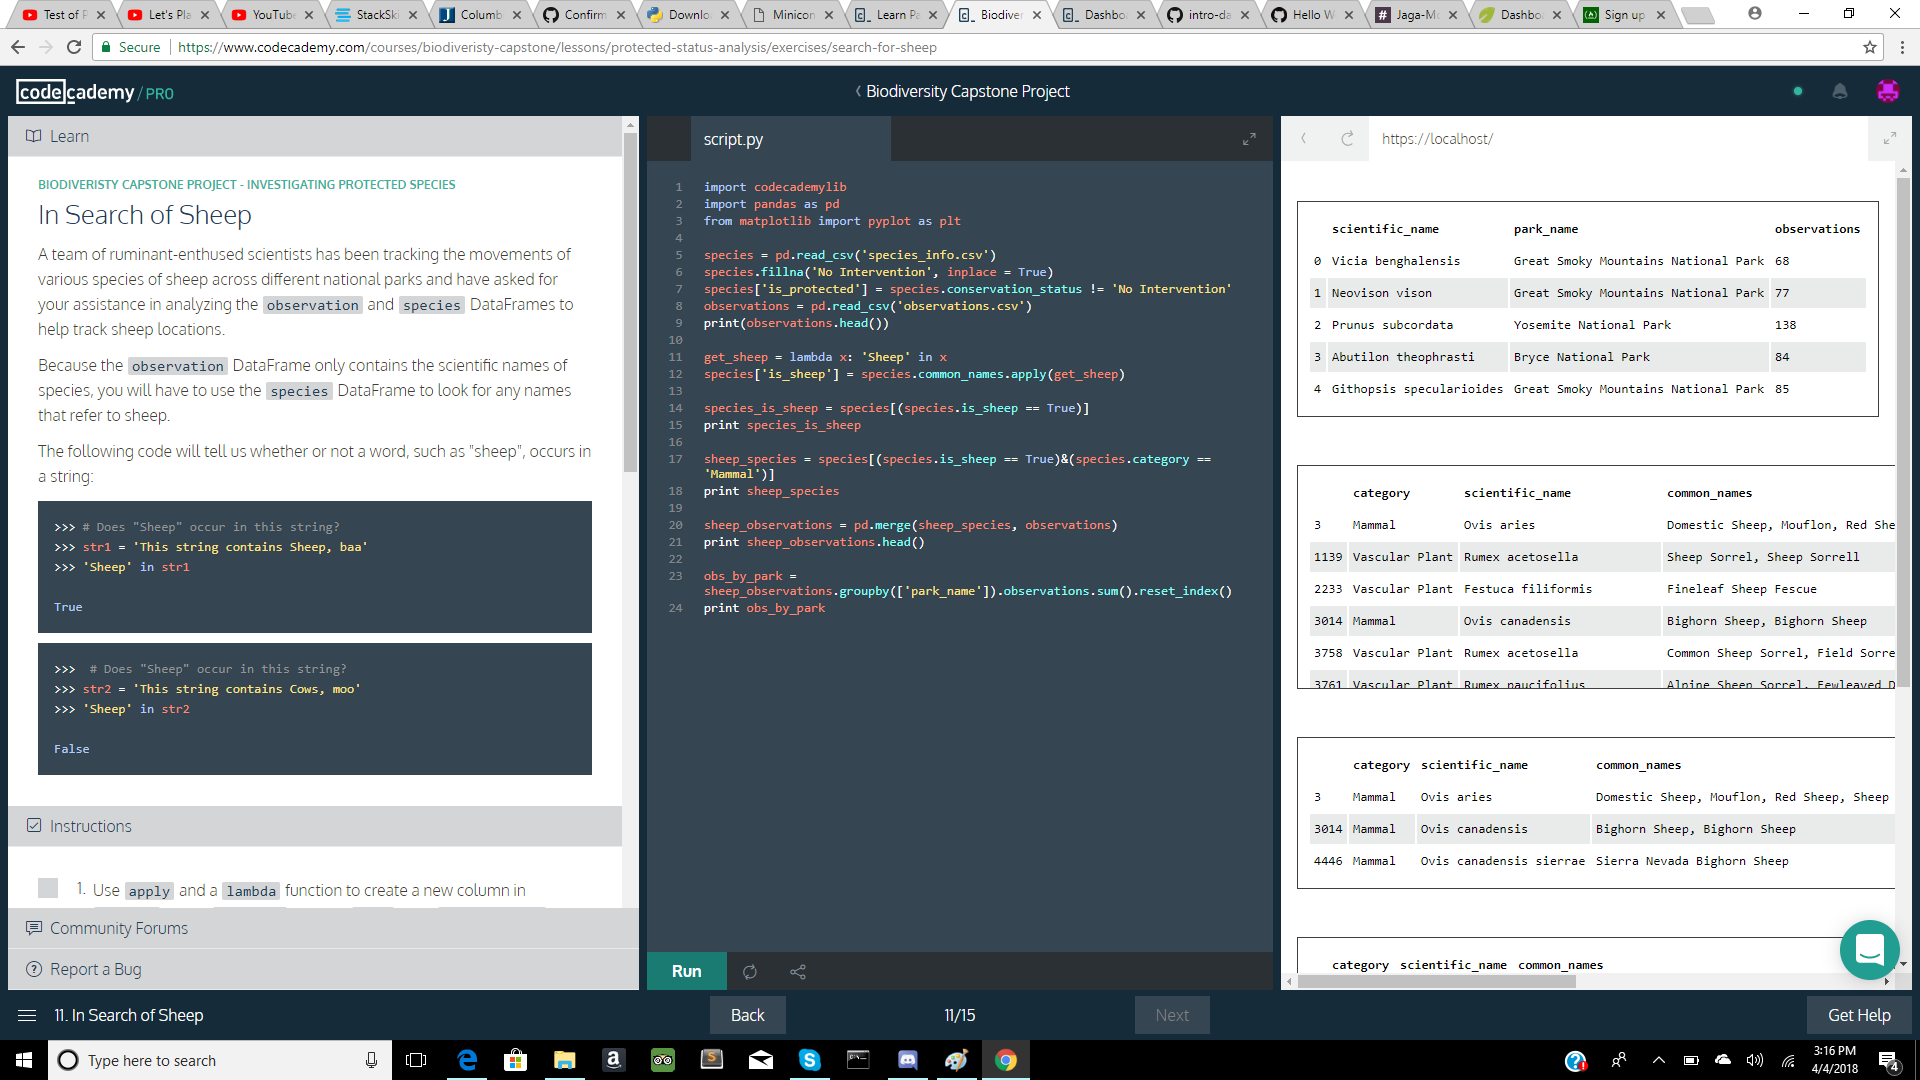 Test of P
Let's Pla
YouTube
StackSki
Columb
Confirm
Downlo
Minicon
Learn Pa
Biodiver
Dashbo
intro-da
Hello W
Jaga-Me
Dashbo
Sign up
Secure
https://www.codecademy.com/courses/biodiveristy-capstone/lessons/protected-status-analysis/exercises/search-for-sheep
codecademy / PRO
Biodiversity Capstone Project
Learn
BIODIVERISTY CAPSTONE PROJECT - INVESTIGATING PROTECTED SPECIES
In Search of Sheep
A team of ruminant-enthused scientists has been tracking the movements of
various species of sheep across different national parks and have asked for
your assistance in analyzing the observation and species DataFrames to
help track sheep locations.
Because the observation DataFrame only contains the scientific names of
species, you will have to use the species DataFrame to look for any names
that refer to sheep.
The following code will tell us whether or not a word, such as "sheep", occurs in
a string:
>>> # Does "Sheep" occur in this string?
>>> str1 = 'This string contains Sheep, baa'
>>> 'Sheep' in str1
True
>>> # Does "Sheep" occur in this string?
>>> str2 = 'This string contains Cows, moo'
>>> 'Sheep' in str2
False
Instructions
1. Use apply and a lambda function to create a new column in
Community Forums
Report a Bug
script.py
1 import codecademylib
2 import pandas as pd
3 from matplotlib import pyplot as plt
4
5 species = pd.read_csv('species_info.csv')
6 species.fillna('No Intervention', inplace = True)
7 species['is_protected'] = species.conservation_status != 'No Intervention'
8 observations = pd.read_csv('observations.csv')
9 print(observations.head())
10
11 get_sheep = lambda x: 'Sheep' in x
12 species['is_sheep'] = species.common_names.apply(get_sheep)
13
14 species_is_sheep = species[(species.is_sheep == True)]
15 print species_is_sheep
16
17 sheep_species = species[(species.is_sheep == True)&(species.category ==
'Mammal')]
18 print sheep_species
19
20 sheep_observations = pd.merge(sheep_species, observations)
21 print sheep_observations.head()
22
23 obs_by_park =
sheep_observations.groupby(['park_name']).observations.sum().reset_index()
24 print obs_by_park
Run
https://localhost/
scientific_name park_name observations
0 Vicia benghalensis Great Smoky Mountains National Park 68
1 Neovison vison Great Smoky Mountains National Park 77
2 Prunus subcordata Yosemite National Park 138
3 Abutilon theophrasti Bryce National Park 84
4 Githopsis specularioides Great Smoky Mountains National Park 85
category scientific_name common_names
3 Mammal Ovis aries Domestic Sheep, Mouflon, Red She
1139 Vascular Plant Rumex acetosella Sheep Sorrel, Sheep Sorrell
2233 Vascular Plant Festuca filiformis Fineleaf Sheep Fescue
3014 Mammal Ovis canadensis Bighorn Sheep, Bighorn Sheep
3758 Vascular Plant Rumex acetosella Common Sheep Sorrel, Field Sorre
3761 Vascular Plant Rumex paucifolius Alpine Sheep Sorrel, Fewleaved D
category scientific_name common_names
3 Mammal Ovis aries Domestic Sheep, Mouflon, Red Sheep, Sheep
3014 Mammal Ovis canadensis Bighorn Sheep, Bighorn Sheep
4446 Mammal Ovis canadensis sierrae Sierra Nevada Bighorn Sheep
category scientific_name common_names
11. In Search of Sheep
Back
11/15
Next
Get Help
Type here to search
3:16 PM
4/4/2018
4